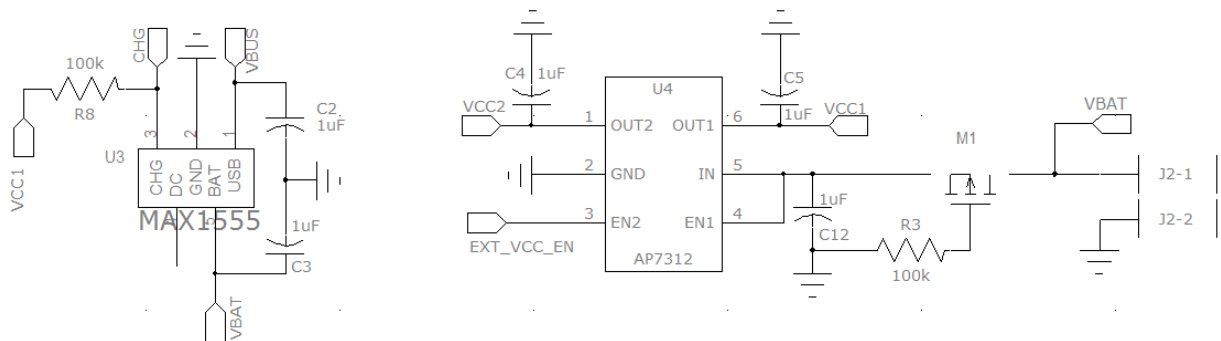 CHG
VBUS
100k
R8
C2
1uF
3
2
1
U3
CHG
DC
GND
BAT
USB
MAX1555
4
5
VCC1
1uF
C3
VBAT
C4
1uF
C5
1uF
U4
VCC2
1
OUT2
OUT1
6
VCC1
2
GND
IN
5
3
EN2
EN1
4
EXT_VCC_EN
AP7312
1uF
C12
R3
100k
M1
VBAT
J2-1
J2-2